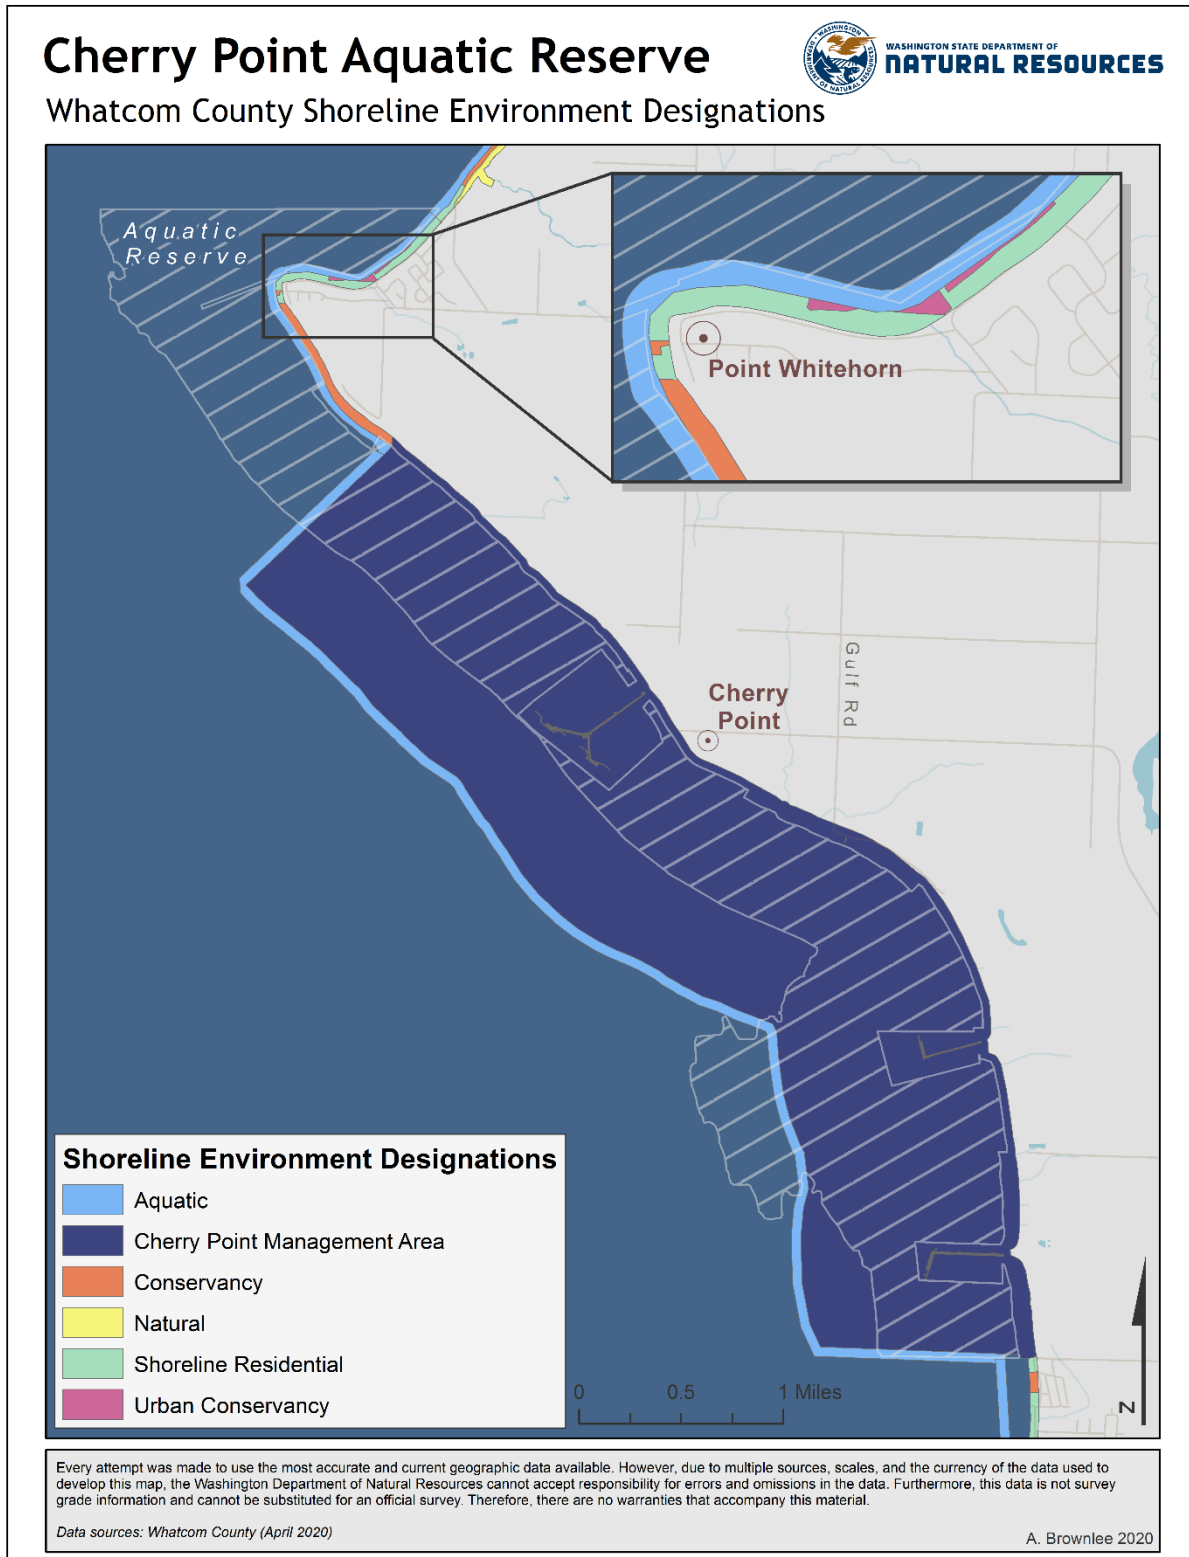 Cherry Point Aquatic Reserve
Whatcom County Shoreline Environment Designations
WASHINGTON STATE DEPARTMENT OF
NATURAL RESOURCES
WASHINGTON STATE
DEPARTMENT OF NATURAL RESOURCES
Aquatic
Reserve
Point Whitehorn
Cherry
Point
Gulf Rd
Shoreline Environment Designations
Aquatic
Cherry Point Management Area
Conservancy
Natural
Shoreline Residential
Urban Conservancy
0 0.5 1 Miles
N
Every attempt was made to use the most accurate and current geographic data available. However, due to multiple sources, scales, and the currency of the data used to
develop this map, the Washington Department of Natural Resources cannot accept responsibility for errors and omissions in the data. Furthermore, this data is not survey
grade information and cannot be substituted for an official survey. Therefore, there are no warranties that accompany this material.
Data sources: Whatcom County (April 2020)
A. Brownlee 2020